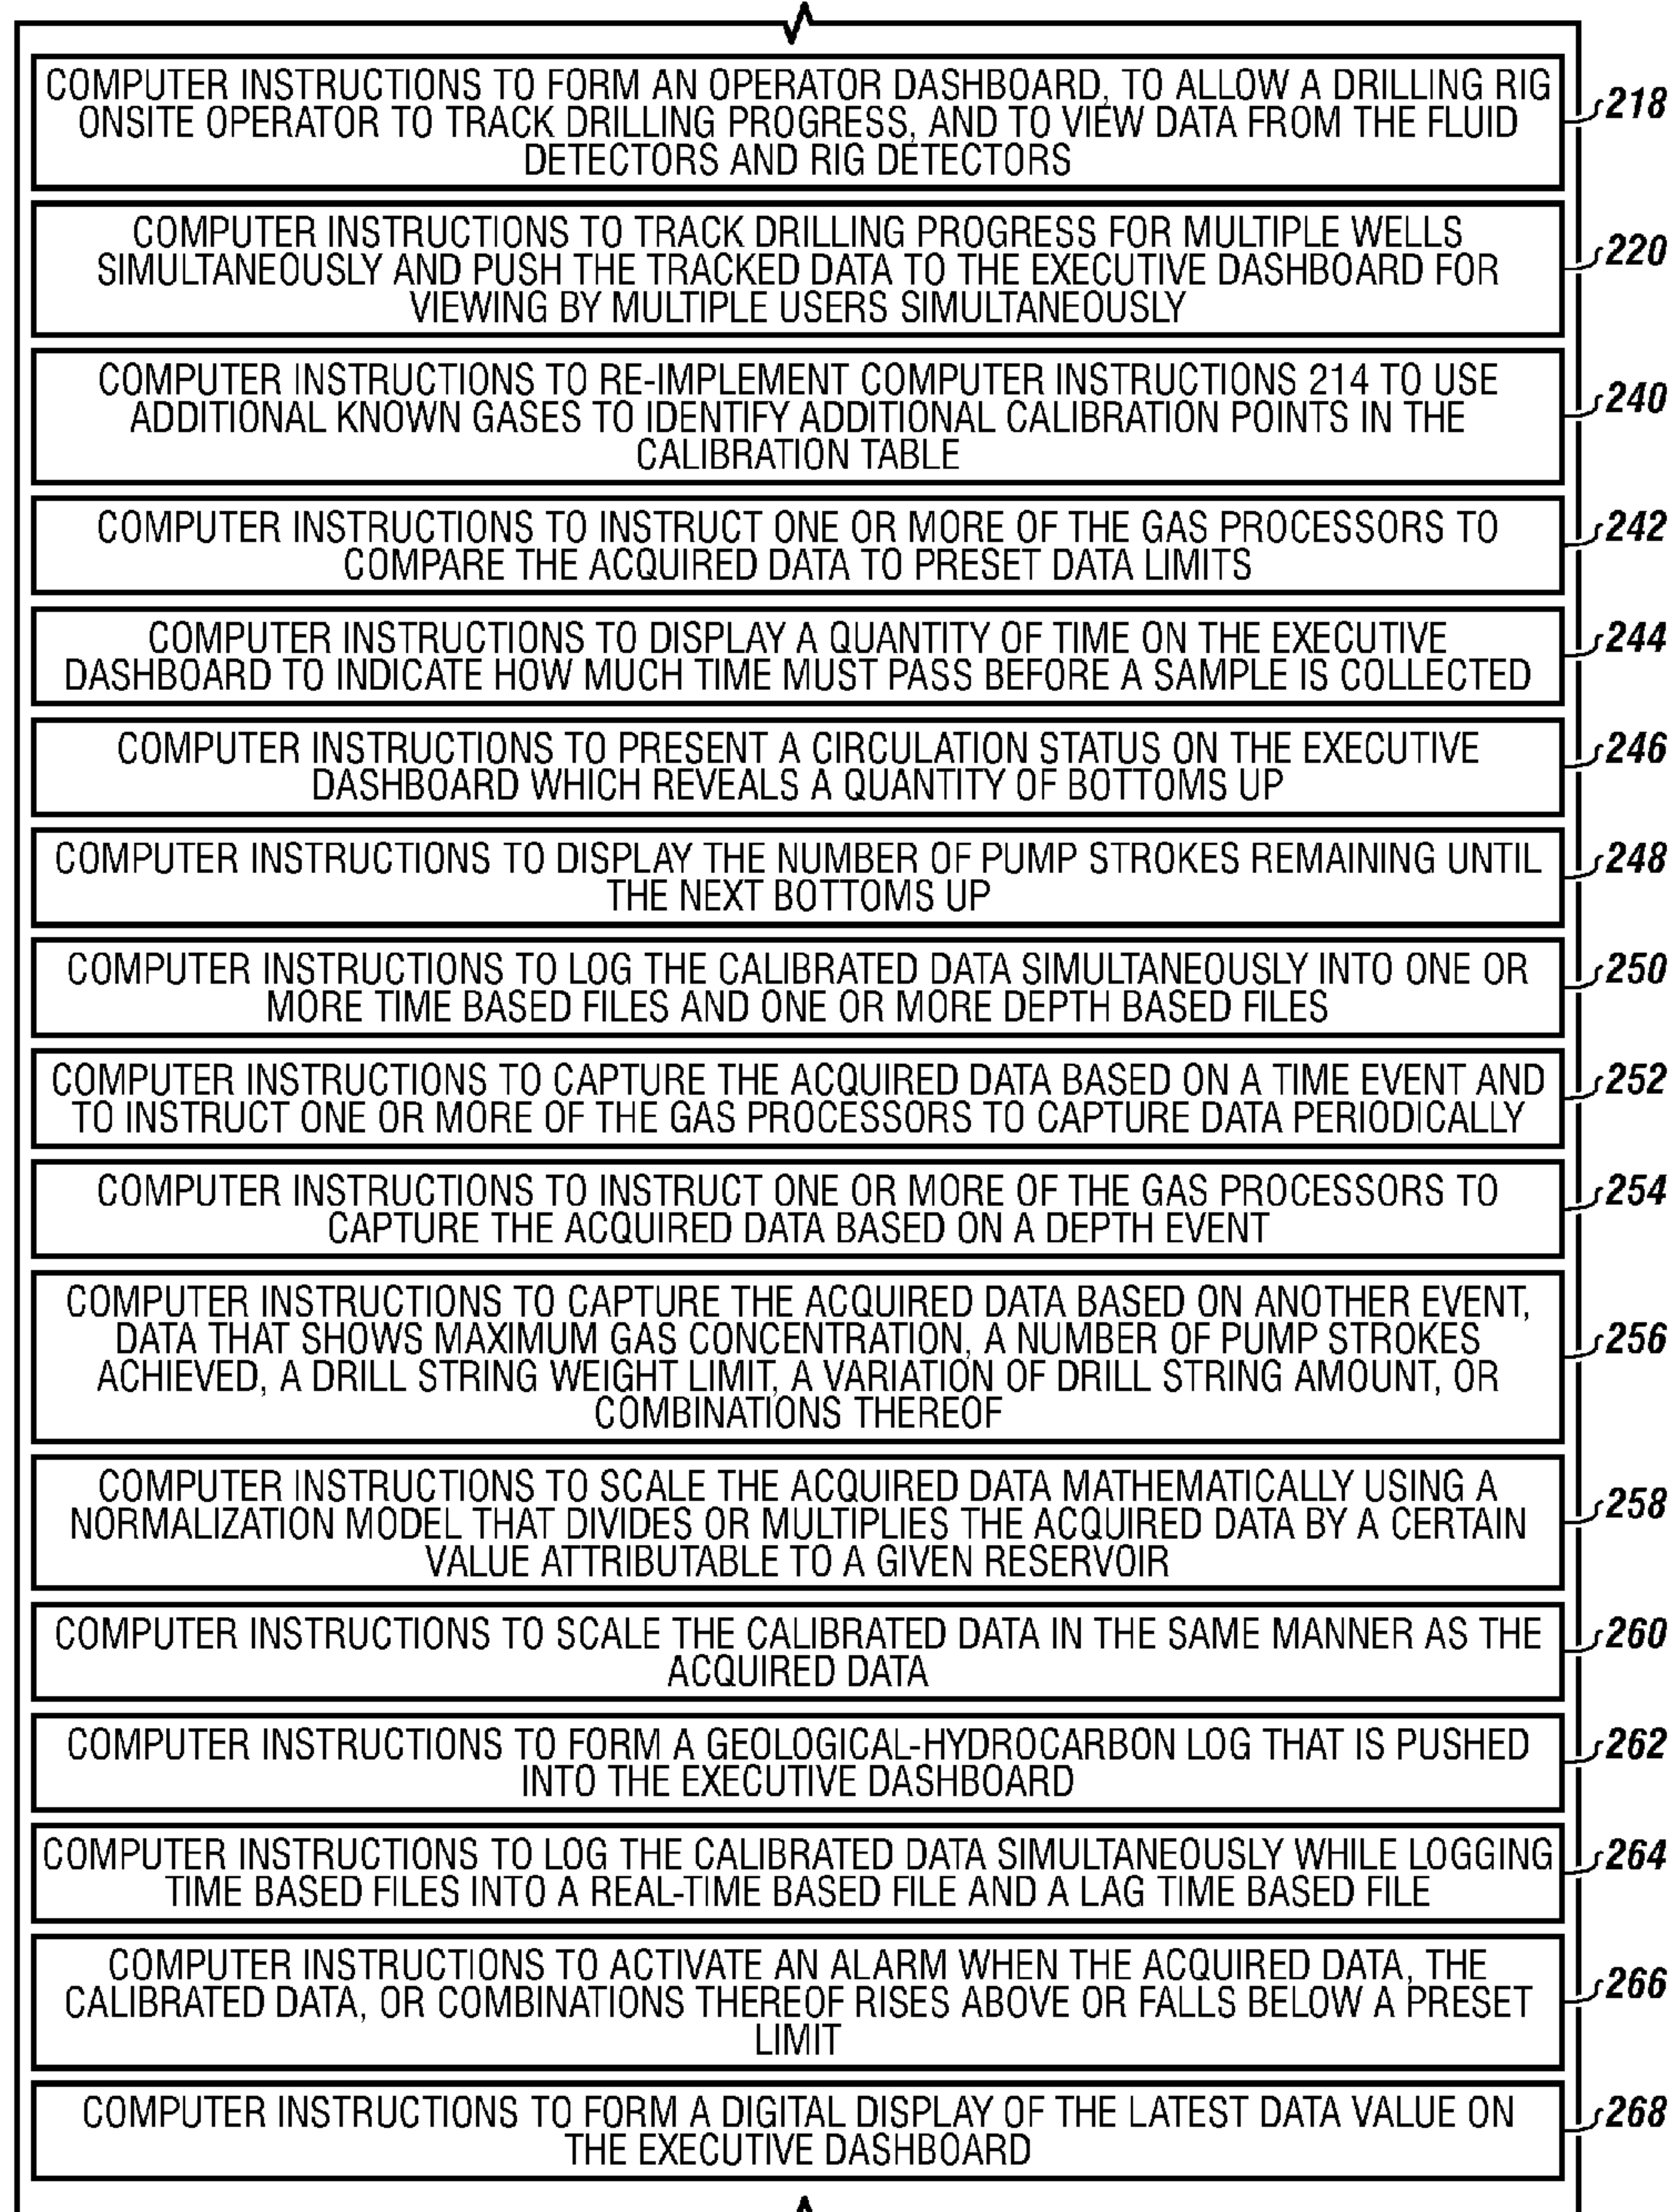 COMPUTER INSTRUCTIONS TO FORM AN OPERATOR DASHBOARD, TO ALLOW A DRILLING RIG
ONSITE OPERATOR TO TRACK DRILLING PROGRESS, AND TO VIEW DATA FROM THE FLUID
DETECTORS AND RIG DETECTORS
218
COMPUTER INSTRUCTIONS TO TRACK DRILLING PROGRESS FOR MULTIPLE WELLS
SIMULTANEOUSLY AND PUSH THE TRACKED DATA TO THE EXECUTIVE DASHBOARD FOR
VIEWING BY MULTIPLE USERS SIMULTANEOUSLY
220
COMPUTER INSTRUCTIONS TO RE-IMPLEMENT COMPUTER INSTRUCTIONS 214 TO USE
ADDITIONAL KNOWN GASES TO IDENTIFY ADDITIONAL CALIBRATION POINTS IN THE
CALIBRATION TABLE
240
COMPUTER INSTRUCTIONS TO INSTRUCT ONE OR MORE OF THE GAS PROCESSORS TO
COMPARE THE ACQUIRED DATA TO PRESET DATA LIMITS
242
COMPUTER INSTRUCTIONS TO DISPLAY A QUANTITY OF TIME ON THE EXECUTIVE
DASHBOARD TO INDICATE HOW MUCH TIME MUST PASS BEFORE A SAMPLE IS COLLECTED
244
COMPUTER INSTRUCTIONS TO PRESENT A CIRCULATION STATUS ON THE EXECUTIVE
DASHBOARD WHICH REVEALS A QUANTITY OF BOTTOMS UP
246
COMPUTER INSTRUCTIONS TO DISPLAY THE NUMBER OF PUMP STROKES REMAINING UNTIL
THE NEXT BOTTOMS UP
248
COMPUTER INSTRUCTIONS TO LOG THE CALIBRATED DATA SIMULTANEOUSLY INTO ONE OR
MORE TIME BASED FILES AND ONE OR MORE DEPTH BASED FILES
250
COMPUTER INSTRUCTIONS TO CAPTURE THE ACQUIRED DATA BASED ON A TIME EVENT AND
TO INSTRUCT ONE OR MORE OF THE GAS PROCESSORS TO CAPTURE DATA PERIODICALLY
252
COMPUTER INSTRUCTIONS TO INSTRUCT ONE OR MORE OF THE GAS PROCESSORS TO
CAPTURE THE ACQUIRED DATA BASED ON A DEPTH EVENT
254
COMPUTER INSTRUCTIONS TO CAPTURE THE ACQUIRED DATA BASED ON ANOTHER EVENT,
DATA THAT SHOWS MAXIMUM GAS CONCENTRATION, A NUMBER OF PUMP STROKES
ACHIEVED, A DRILL STRING WEIGHT LIMIT, A VARIATION OF DRILL STRING AMOUNT, OR
COMBINATIONS THEREOF
256
COMPUTER INSTRUCTIONS TO SCALE THE ACQUIRED DATA MATHEMATICALLY USING A
NORMALIZATION MODEL THAT DIVIDES OR MULTIPLIES THE ACQUIRED DATA BY A CERTAIN
VALUE ATTRIBUTABLE TO A GIVEN RESERVOIR
258
COMPUTER INSTRUCTIONS TO SCALE THE CALIBRATED DATA IN THE SAME MANNER AS THE
ACQUIRED DATA
260
COMPUTER INSTRUCTIONS TO FORM A GEOLOGICAL-HYDROCARBON LOG THAT IS PUSHED
INTO THE EXECUTIVE DASHBOARD
262
COMPUTER INSTRUCTIONS TO LOG THE CALIBRATED DATA SIMULTANEOUSLY WHILE LOGGING
TIME BASED FILES INTO A REAL-TIME BASED FILE AND A LAG TIME BASED FILE
264
COMPUTER INSTRUCTIONS TO ACTIVATE AN ALARM WHEN THE ACQUIRED DATA, THE
CALIBRATED DATA, OR COMBINATIONS THEREOF RISES ABOVE OR FALLS BELOW A PRESET
LIMIT
266
COMPUTER INSTRUCTIONS TO FORM A DIGITAL DISPLAY OF THE LATEST DATA VALUE ON
THE EXECUTIVE DASHBOARD
268